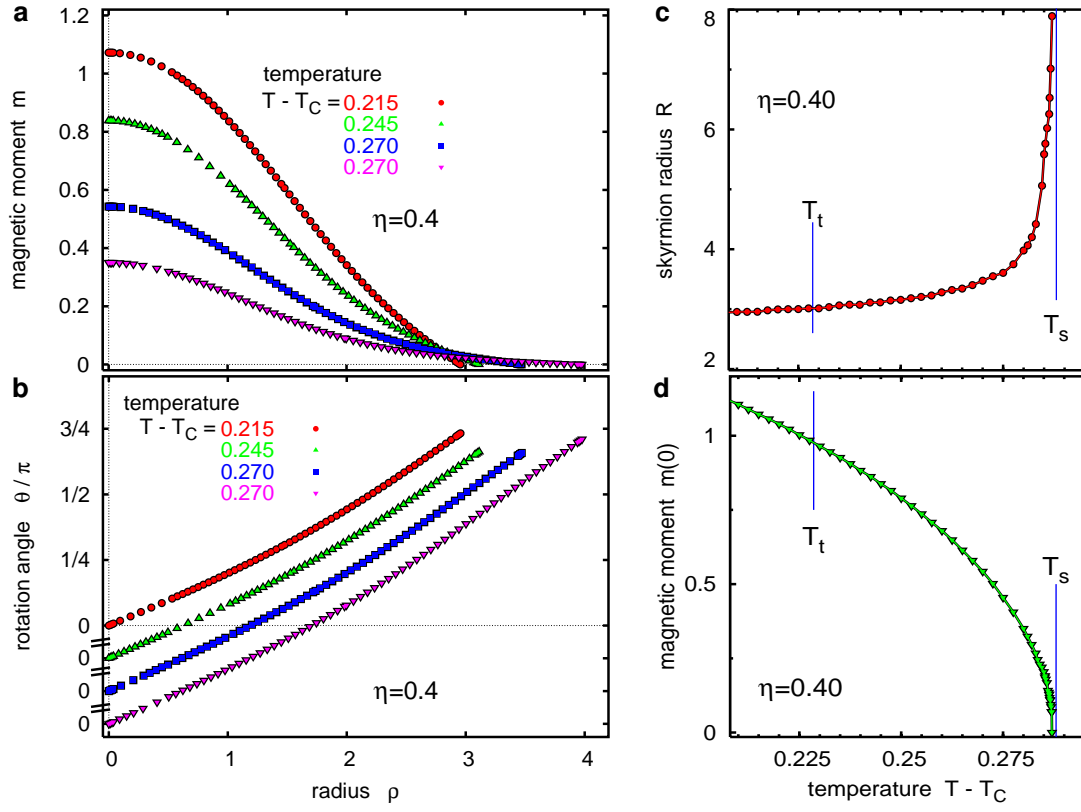 a
1.2
1
0.8
0.6
0.4
0.2
0
magnetic moment m
temperature
T - T_C = 0.215
0.245
0.270
0.270
η=0.4
b
3/4
1/2
1/4
0
0
0
0
rotation angle θ / π
temperature
T - T_C = 0.215
0.245
0.270
0.270
η=0.4
0 1 2 3 4
radius ρ
c
8
6
4
2
skyrmion radius R
η=0.40
T_t
T_s
d
1
0.5
0
magnetic moment m(0)
T_t
T_s
η=0.40
0.225 0.25 0.275
temperature T - T_C